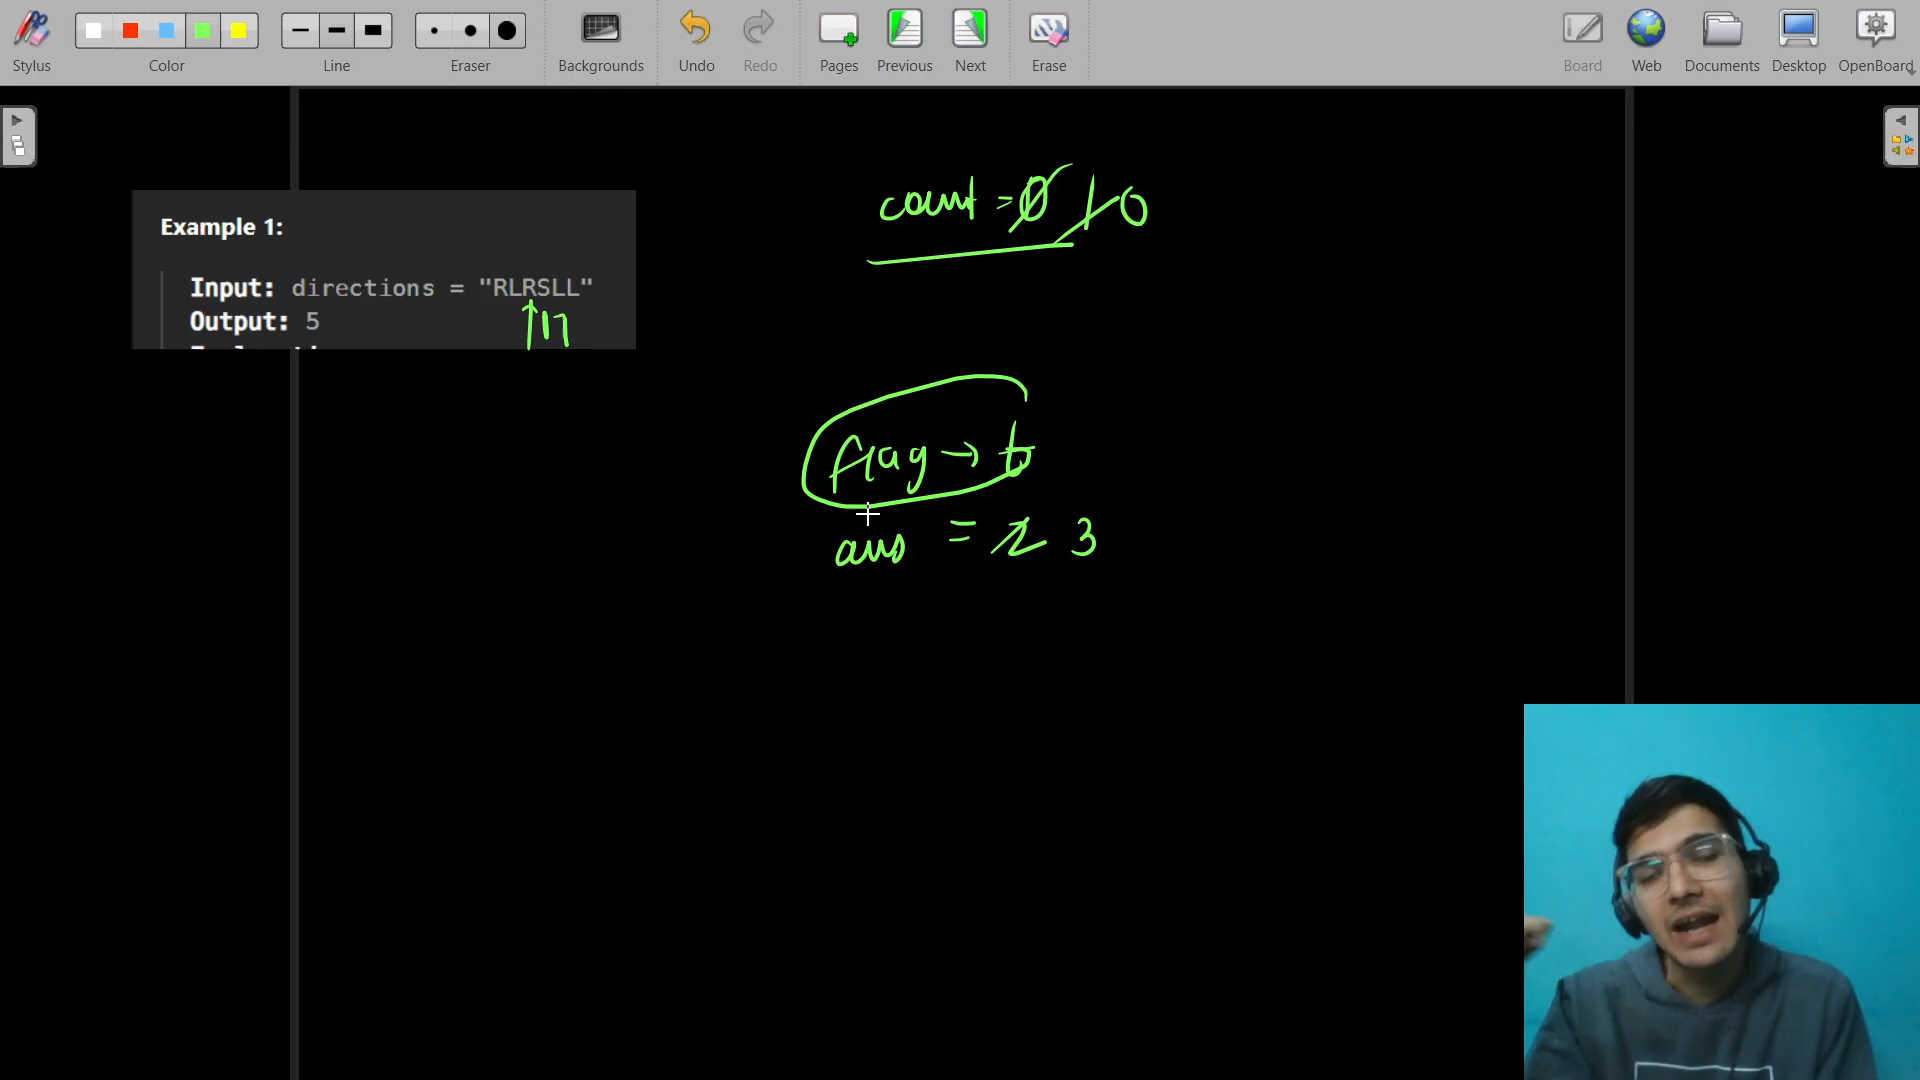 Stylus
Color
Line
Eraser
Backgrounds
Undo
Redo
Pages
Previous
Next
Erase
Board
Web
Documents
Desktop
OpenBoard
count = 0 1 0
Example 1:
Input: directions = "RLRSLL"
Output: 5
flag → t
ans = 2 3